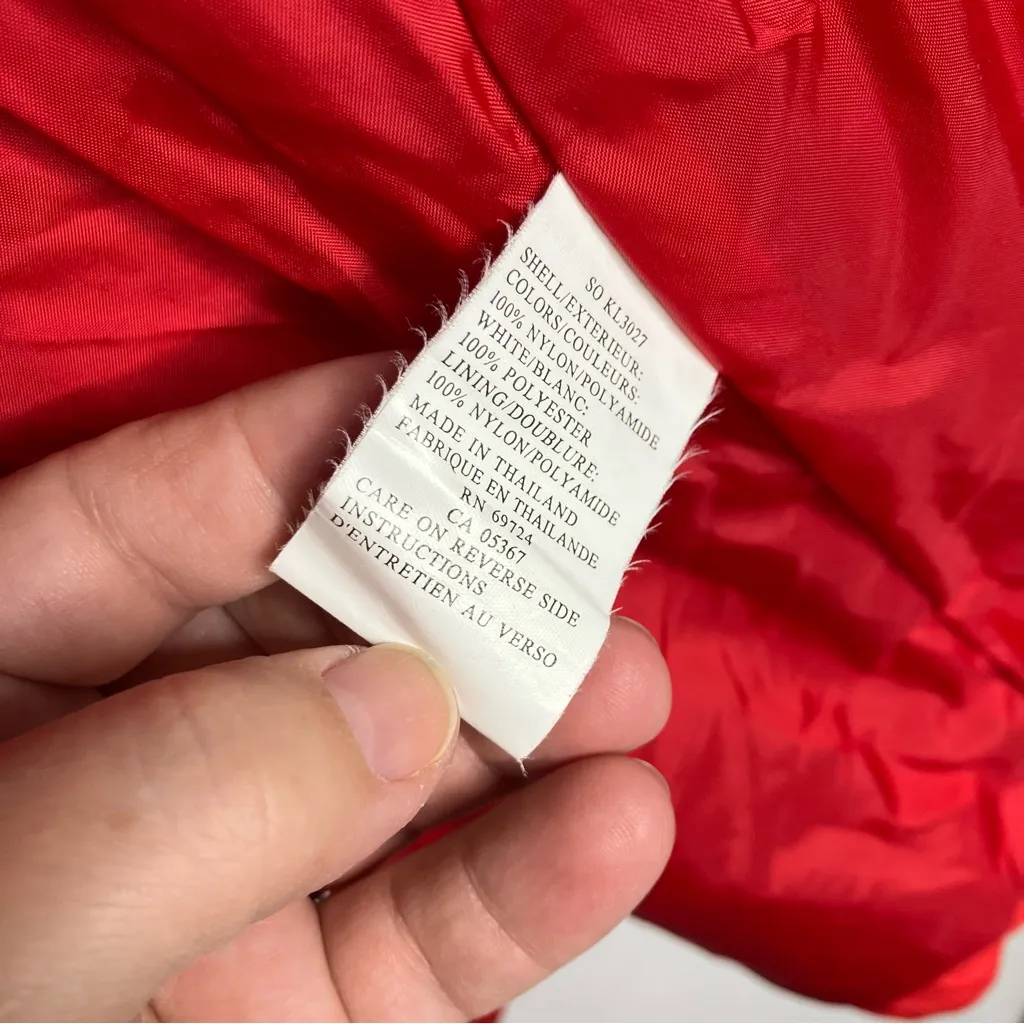 SO KL3027
SHELL/EXTERIEUR:
COLORS/COULEURS:
100% NYLON/POLYAMIDE
WHITE/BLANC:
100% POLYESTER
LINING/DOUBLURE:
100% NYLON/POLYAMIDE
MADE IN THAILAND
FABRIQUE EN THAILANDE
RN 69724
CA 05367
CARE ON REVERSE SIDE
INSTRUCTIONS
D'ENTRETIEN AU VERSO